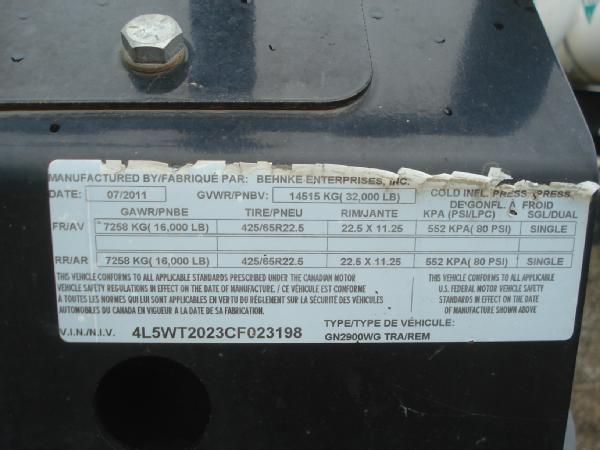 MANUFACTURED BY/FABRIQUÉ PAR: BEHNKE ENTERPRISES, INC.
DATE: 07/2011 GVWR/PNBV: 14515 KG( 32,000 LB) COLD INFL. PRESS./PRESS.
DE GONFL. À FROID
GAWR/PNBE TIRE/PNEU RIM/JANTE KPA (PSI/LPC) SGL/DUAL
FR/AV 7258 KG( 16,000 LB) 425/65R22.5 22.5 X 11.25 552 KPA( 80 PSI) SINGLE
RR/AR 7258 KG( 16,000 LB) 425/65R22.5 22.5 X 11.25 552 KPA( 80 PSI) SINGLE
THIS VEHICLE CONFORMS TO ALL APPLICABLE STANDARDS PRESCRIBED UNDER THE CANADIAN MOTOR
VEHICLE SAFETY REGULATIONS IN EFFECT ON THE DATE OF MANUFACTURE. / CE VÉHICULE EST CONFORME
À TOUTES LES NORMES QUI LUI SONT APPLICABLES EN VERTU DU RÈGLEMENT SUR LA SÉCURITÉ DES VÉHICULES
AUTOMOBILES DU CANADA EN VIGUEUR A LA DATE DE SA FABRICATION.
THIS VEHICLE CONFORMS TO ALL APPLICABLE
U.S. FEDERAL MOTOR VEHICLE SAFETY
STANDARDS IN EFFECT ON THE DATE
OF MANUFACTURE SHOWN ABOVE
V.I.N./N.I.V. 4L5WT2023CF023198 TYPE/TYPE DE VÉHICULE:
GN2900WG TRA/REM